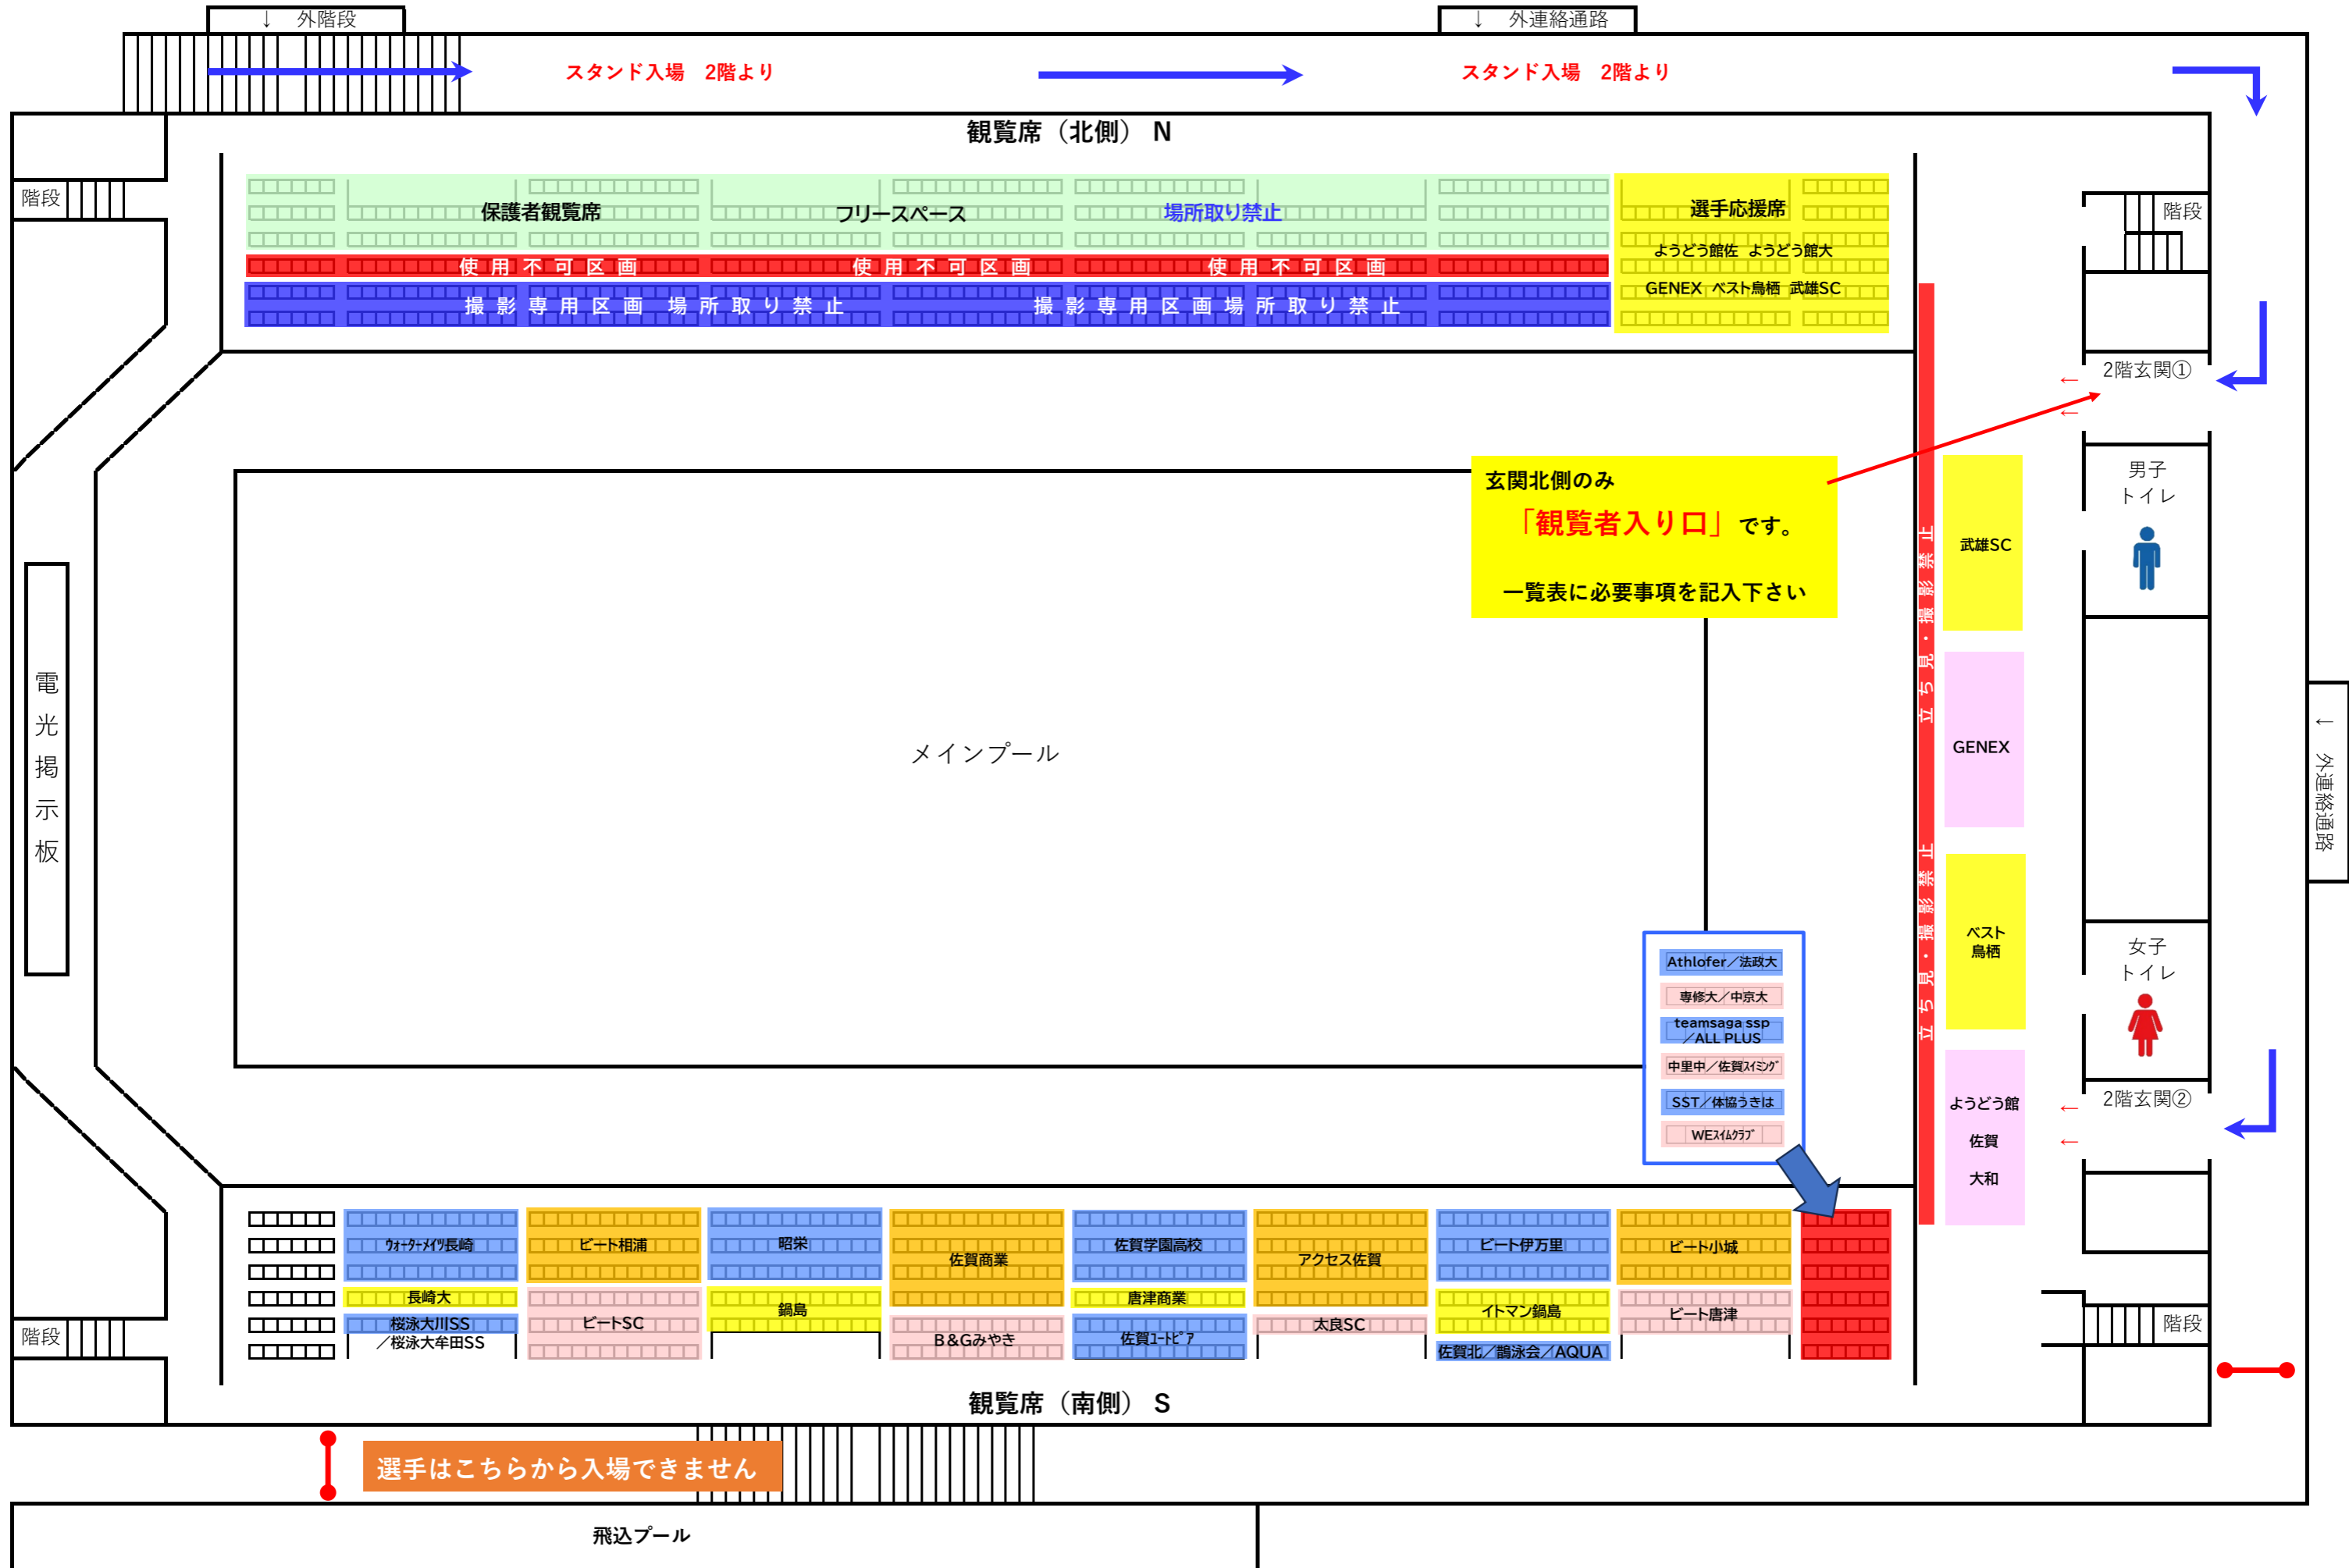 ↓　外階段
↓　外連絡通路
スタンド入場　2階より
スタンド入場　2階より
観覧席（北側） N
階段
階段
保護者観覧席
フリースペース
場所取り禁止
選手応援席
ようどう館佐　ようどう館大
GENEX　ベスト鳥栖　武雄SC
使用不可区画
使用不可区画
使用不可区画
撮影専用区画　場所取り禁止
撮影専用区画場所取り禁止
2階玄関①
←
←
玄関北側のみ
「観覧者入り口」です。
一覧表に必要事項を記入下さい
男子
トイレ
立ち見・撮影禁止
武雄SC
GENEX
電光掲示板
メインプール
↓　外連絡通路
立ち見・撮影禁止
ベスト
鳥栖
女子
トイレ
Athlofer／法政大
専修大／中京大
teamsaga ssp
／ALL PLUS
中里中／佐賀ｽｲﾐﾝｸﾞ
SST／体協うきは
WEｽｲﾑｸﾗﾌﾞ
ようどう館
佐賀
大和
2階玄関②
←
←
ｳｫｰﾀｰﾒｲﾂ長崎
ビート相浦
昭栄
佐賀商業
佐賀学園高校
アクセス佐賀
ビート伊万里
ビート小城
長崎大
桜泳大川SS
／桜泳大牟田SS
ビートSC
鍋島
B&Gみやき
唐津商業
佐賀ﾕｰﾄﾋﾟｱ
太良SC
イトマン鍋島
佐賀北／鵲泳会／AQUA
ビート唐津
階段
階段
観覧席（南側） S
選手はこちらから入場できません
飛込プール